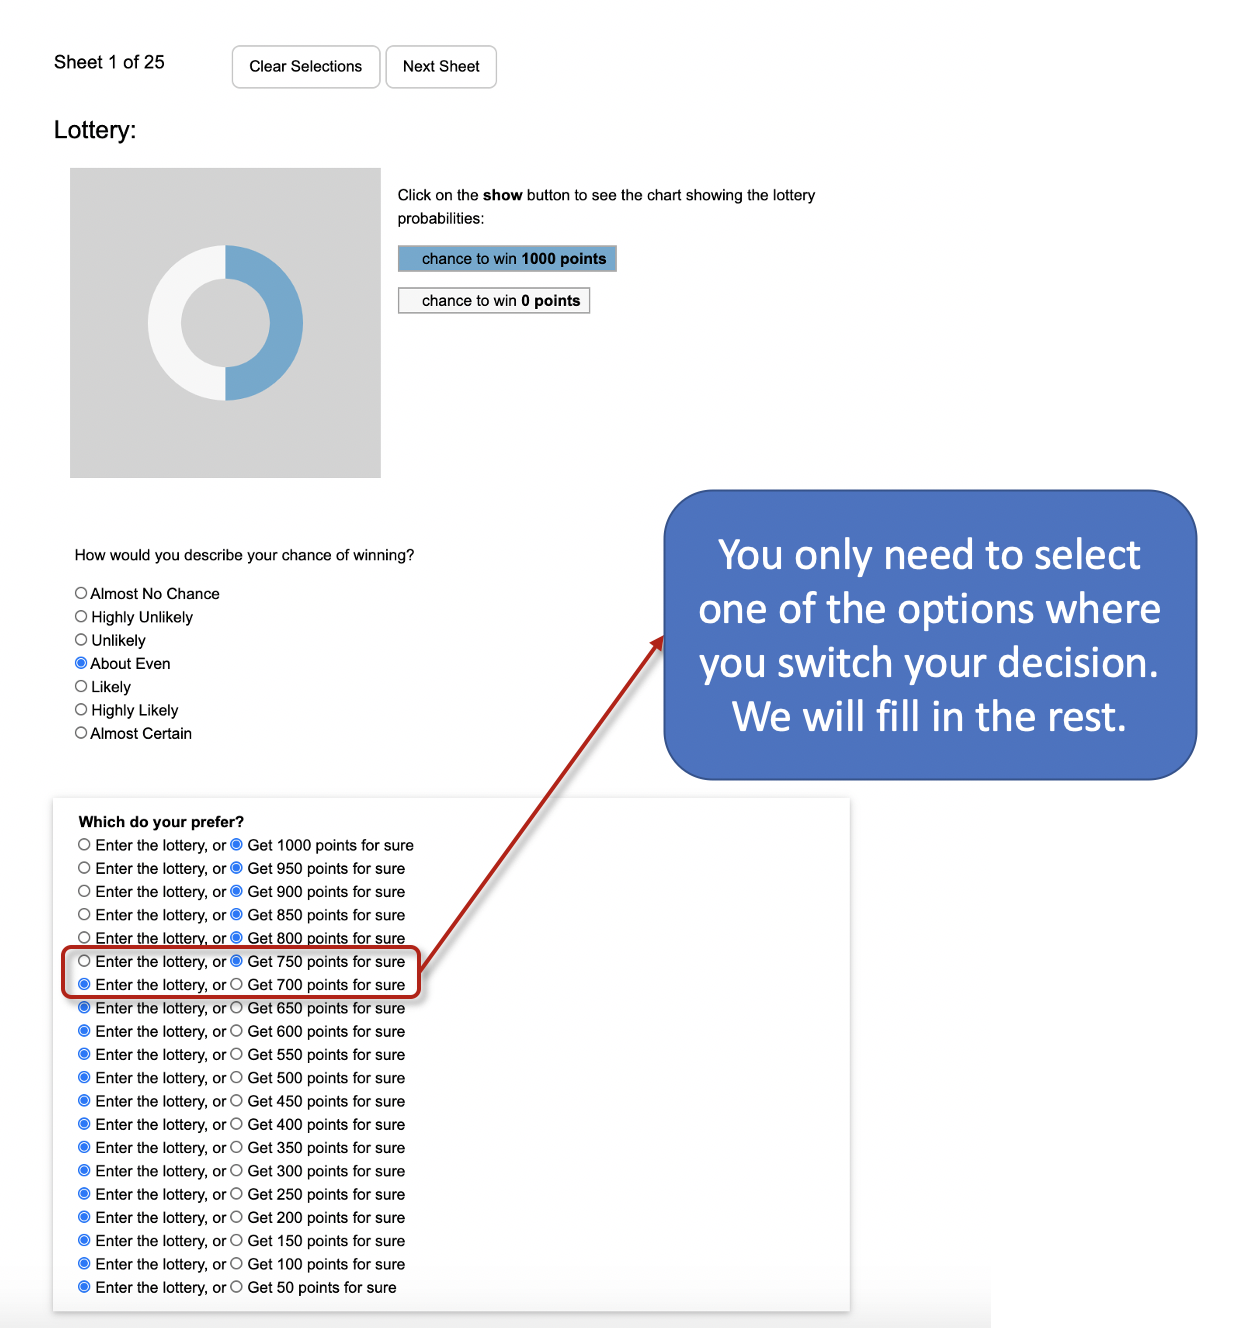 Sheet 1 of 25
Clear Selections
Next Sheet
Lottery:
Click on the show button to see the chart showing the lottery
probabilities:
chance to win 1000 points
chance to win 0 points
You only need to select
one of the options where
you switch your decision.
We will fill in the rest.
How would you describe your chance of winning?
Almost No Chance
Highly Unlikely
Unlikely
About Even
Likely
Highly Likely
Almost Certain
Which do your prefer?
Enter the lottery, or Get 1000 points for sure
Enter the lottery, or Get 950 points for sure
Enter the lottery, or Get 900 points for sure
Enter the lottery, or Get 850 points for sure
Enter the lottery, or Get 800 points for sure
Enter the lottery, or Get 750 points for sure
Enter the lottery, or Get 700 points for sure
Enter the lottery, or Get 650 points for sure
Enter the lottery, or Get 600 points for sure
Enter the lottery, or Get 550 points for sure
Enter the lottery, or Get 500 points for sure
Enter the lottery, or Get 450 points for sure
Enter the lottery, or Get 400 points for sure
Enter the lottery, or Get 350 points for sure
Enter the lottery, or Get 300 points for sure
Enter the lottery, or Get 250 points for sure
Enter the lottery, or Get 200 points for sure
Enter the lottery, or Get 150 points for sure
Enter the lottery, or Get 100 points for sure
Enter the lottery, or Get 50 points for sure